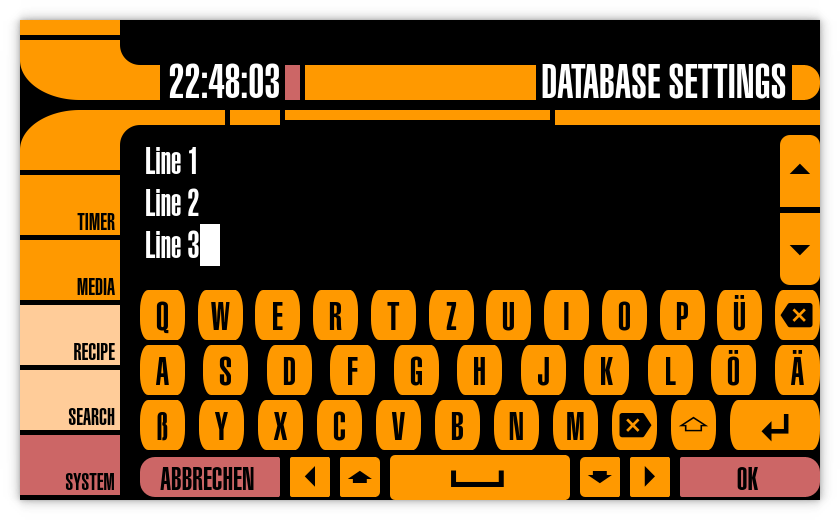 22:48:03 DATABASE SETTINGS
Line 1
Line 2
Line 3
TIMER
MEDIA
RECIPE
SEARCH
SYSTEM
Q W E R T Z U I O P Ü
A S D F G H J K L Ö Ä
ß Y X C V B N M
ABBRECHEN OK